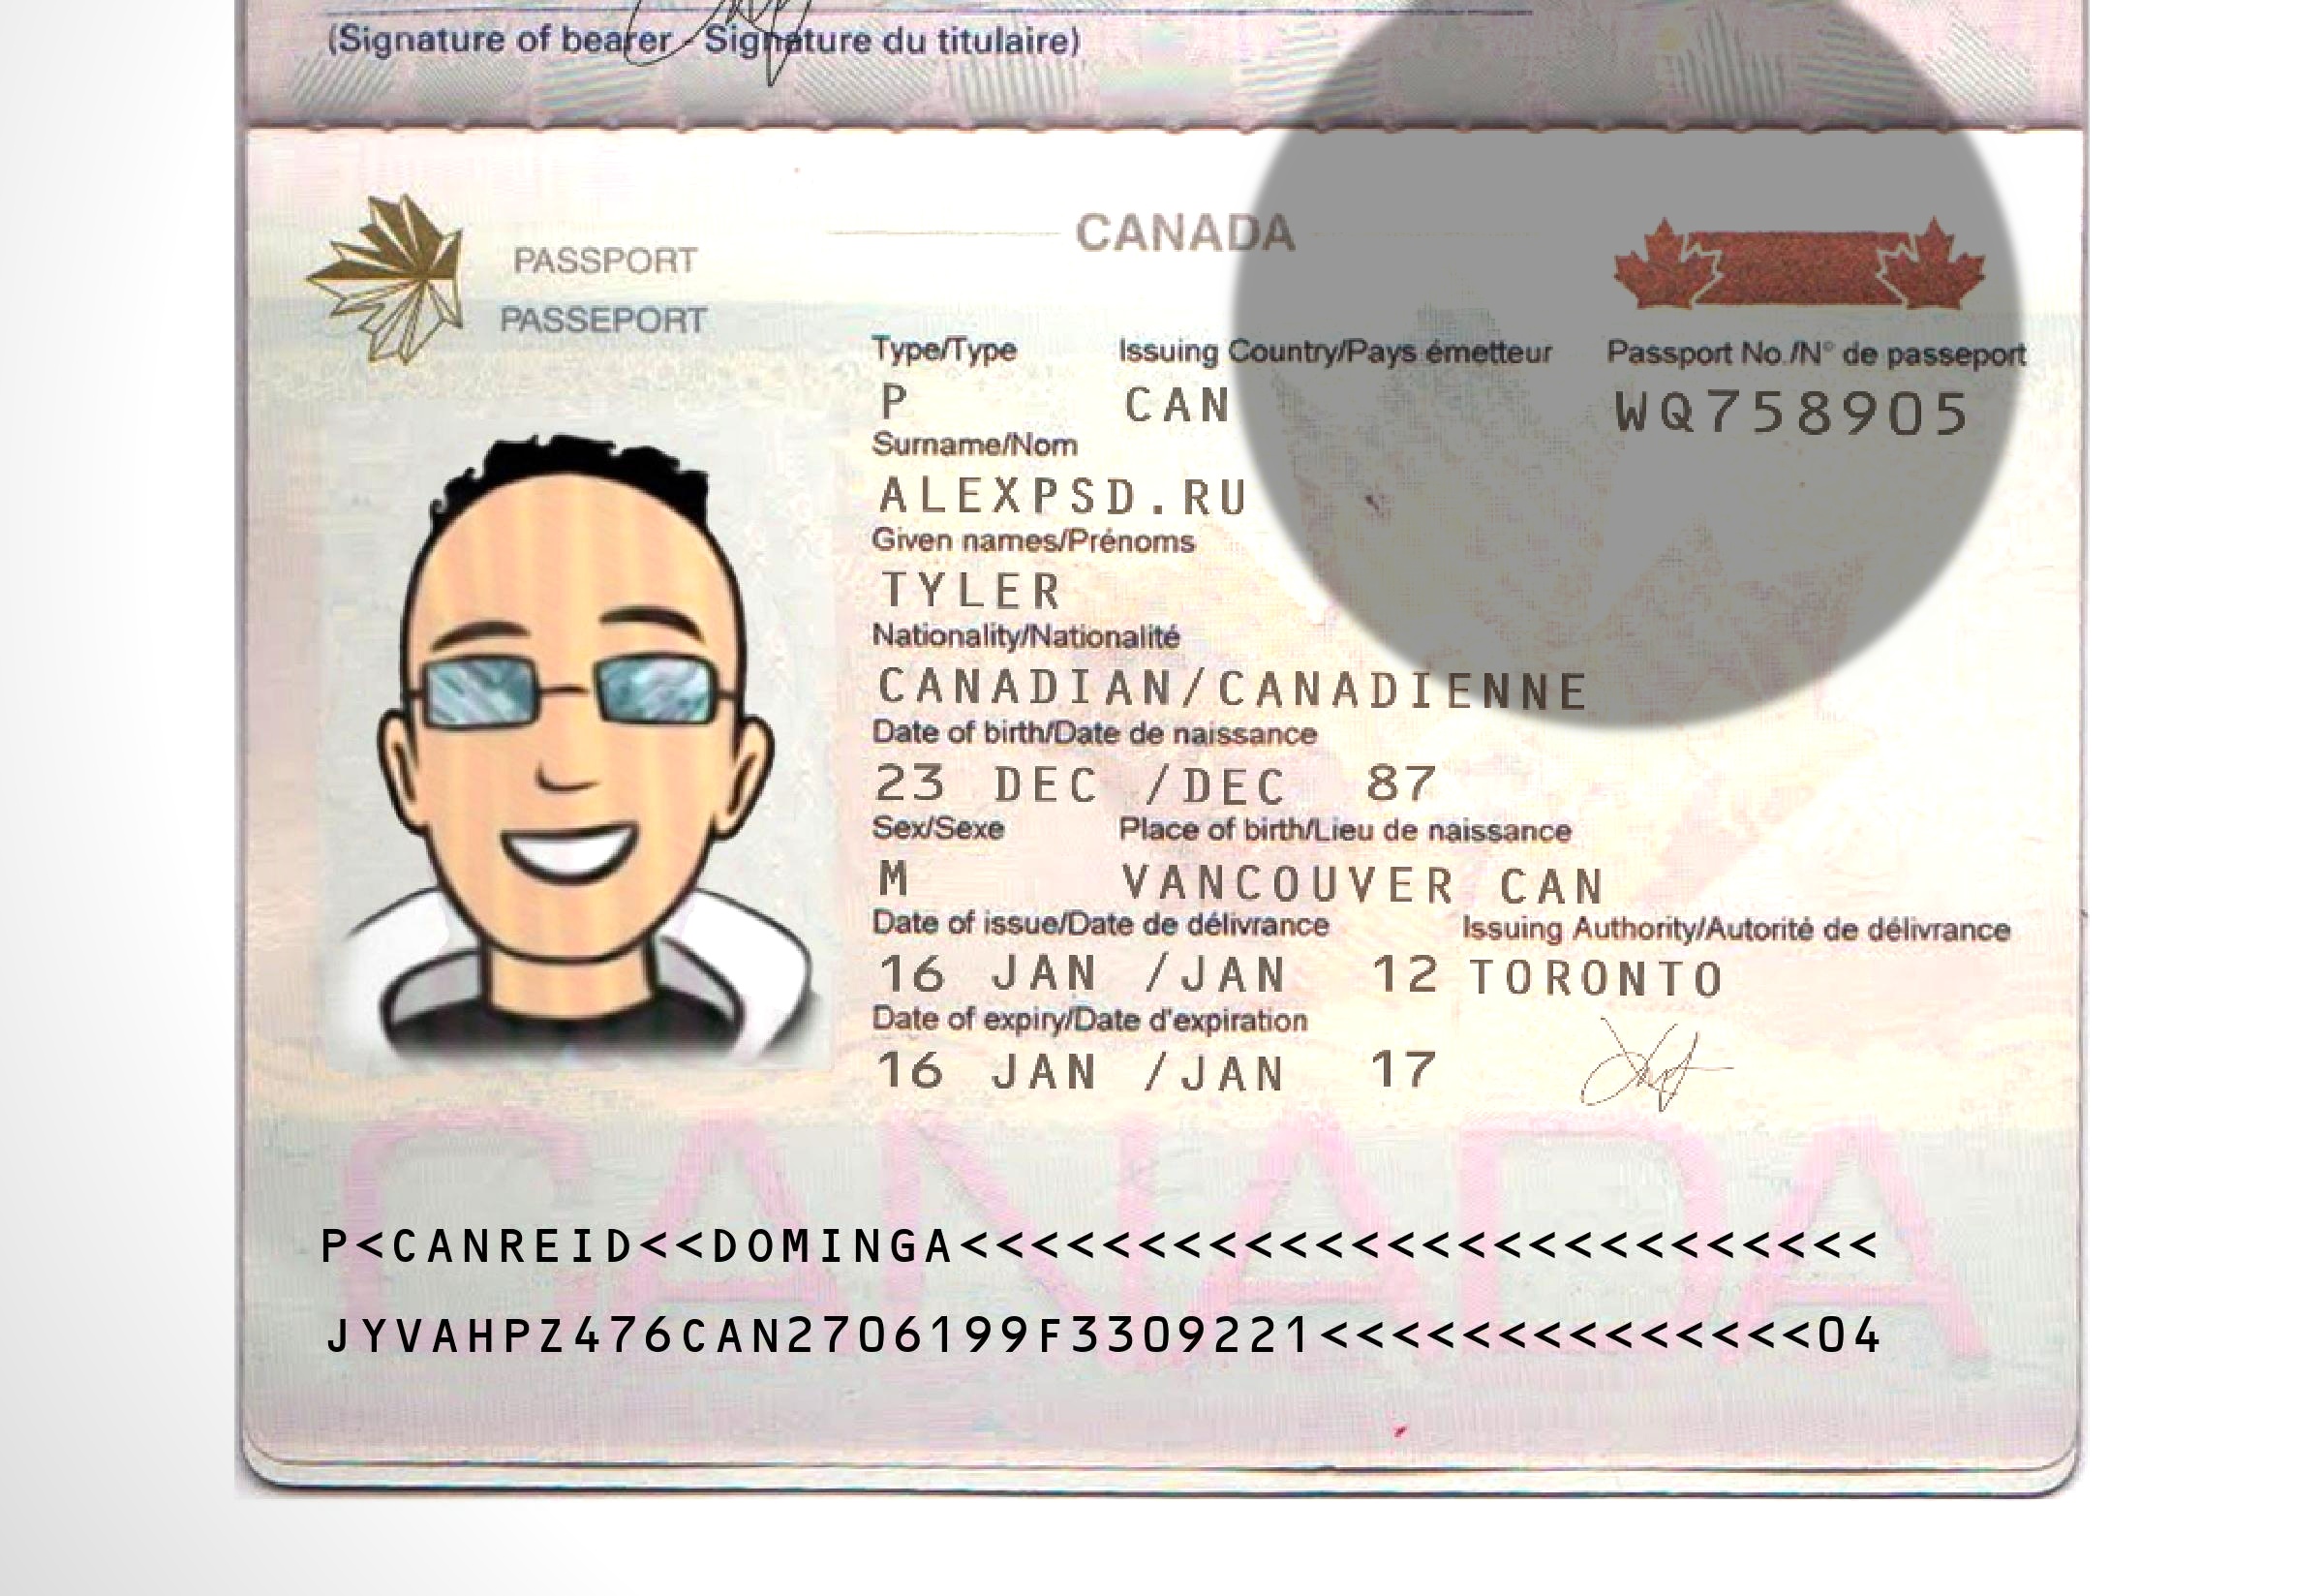 (Signature of bearer - Signature du titulaire)
CANADA
PASSPORT
PASSEPORT
Type/Type Issuing Country/Pays émetteur Passport No./N° de passeport
P CAN WQ758905
Surname/Nom
ALEXPSD.RU
Given names/Prénoms
TYLER
Nationality/Nationalité
CANADIAN/CANADIENNE
Date of birth/Date de naissance
23 DEC /DEC 87
Sex/Sexe Place of birth/Lieu de naissance
M VANCOUVER CAN
Date of issue/Date de délivrance Issuing Authority/Autorité de délivrance
16 JAN /JAN 12 TORONTO
Date of expiry/Date d'expiration
16 JAN /JAN 17
CANADA
P<CANREID<<DOMINGA<<<<<<<<<<<<<<<<<<<<<<<<<<
JYVAHPZ476CAN2706199F3309221<<<<<<<<<<<<<<04